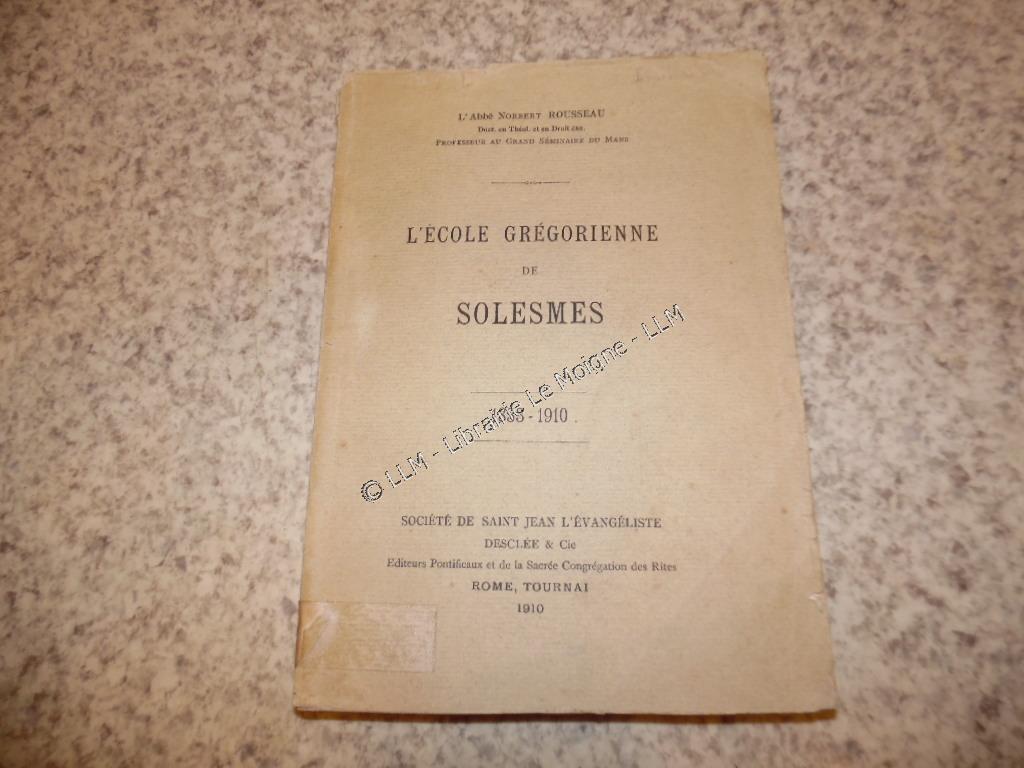 L'Abbé Norbert ROUSSEAU
Doct. en Théol. et en Droit can.
PROFESSEUR AU GRAND SÉMINAIRE DU MANS
L'ÉCOLE GRÉGORIENNE
DE
SOLESMES
- 1910
© LLM - Librairie Le Moigne - LLM
SOCIÉTÉ DE SAINT JEAN L'ÉVANGÉLISTE
DESCLÉE & Cie
Editeurs Pontificaux et de la Sacrée Congrégation des Rites
ROME, TOURNAI
1910